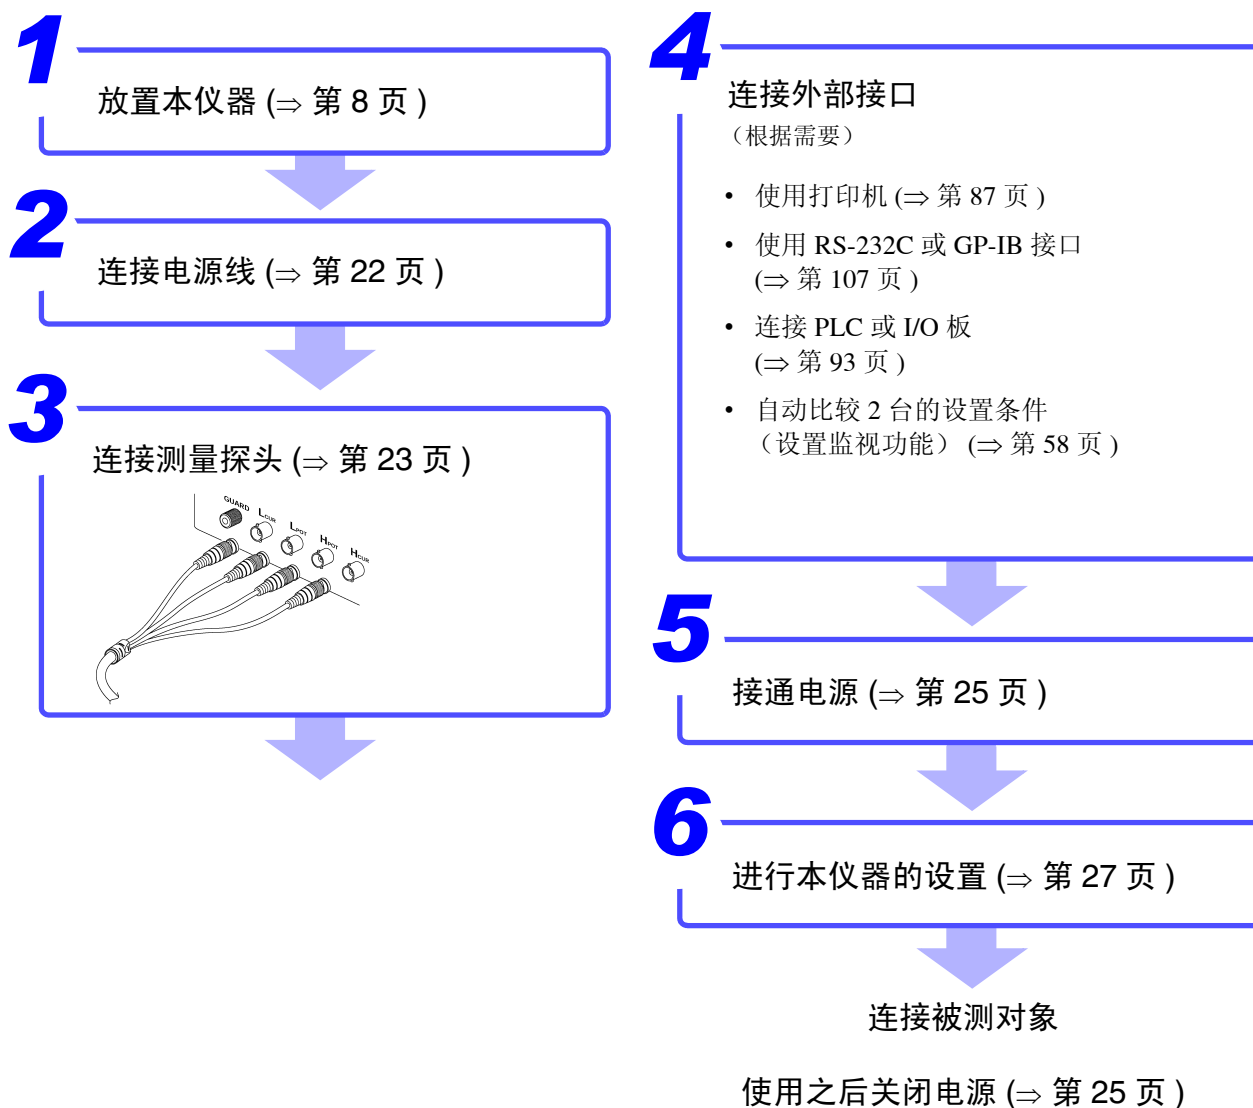 1
放置本仪器 (⇒ 第 8 页 )
2
连接电源线 (⇒ 第 22 页 )
3
连接测量探头 (⇒ 第 23 页 )
GUARD
LCUR
LPOT
HPOT
HCUR
4
连接外部接口
（根据需要）
• 使用打印机 (⇒ 第 87 页 )
• 使用 RS-232C 或 GP-IB 接口
(⇒ 第 107 页 )
• 连接 PLC 或 I/O 板
(⇒ 第 93 页 )
• 自动比较 2 台的设置条件
（设置监视功能） (⇒ 第 58 页 )
5
接通电源 (⇒ 第 25 页 )
6
进行本仪器的设置 (⇒ 第 27 页 )
连接被测对象
使用之后关闭电源 (⇒ 第 25 页 )